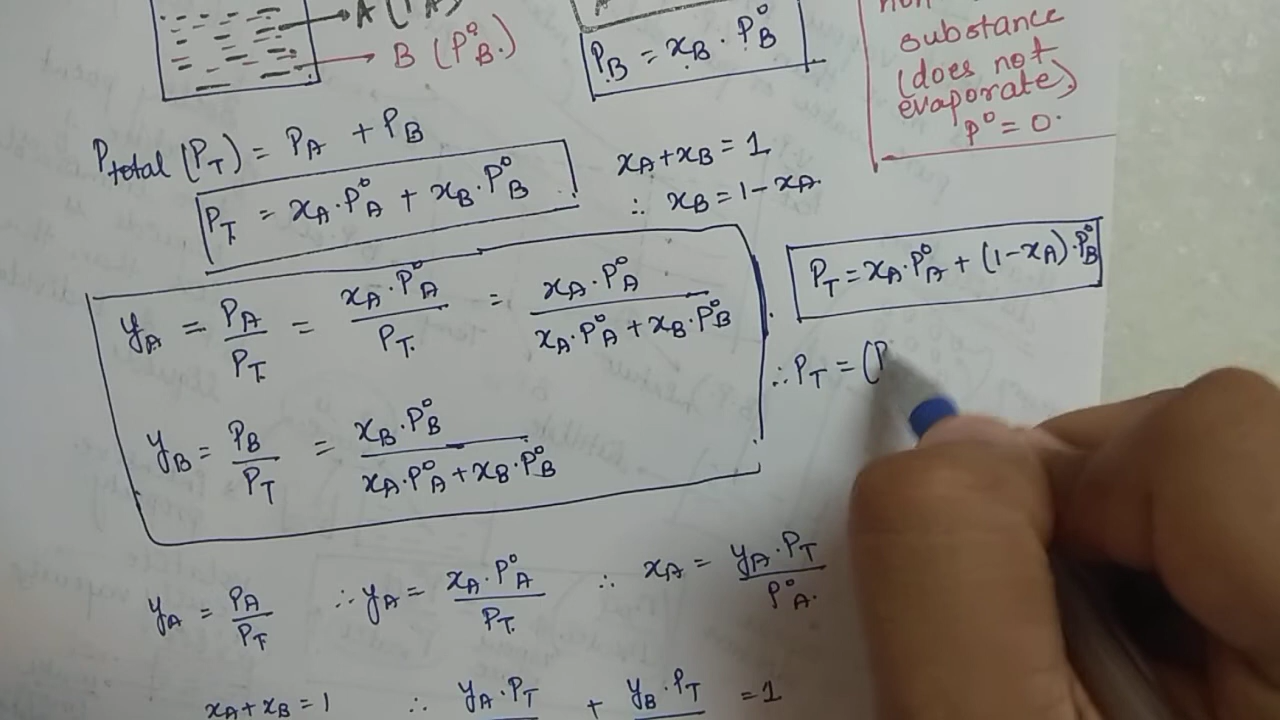 B (P°B.)
PB = xB . P°B
substance
(does not
evaporate)
P° = 0.
Ptotal (PT) = PA + PB
PT = xA . P°A + xB . P°B
xA + xB = 1
∴ xB = 1 - xA.
yA = PA/PT = xA . P°A / PT. = xA . P°A / xA . P°A + xB . P°B
PT = xA . P°A + (1 - xA) . P°B
∴ PT = (P
yB = PB/PT = xB . P°B / xA . P°A + xB . P°B
yA = PA/PT ∴ yA = xA . P°A / PT. ∴ xA = yA . PT / P°A.
xA + xB = 1 ∴ yA . PT + yB . PT = 1